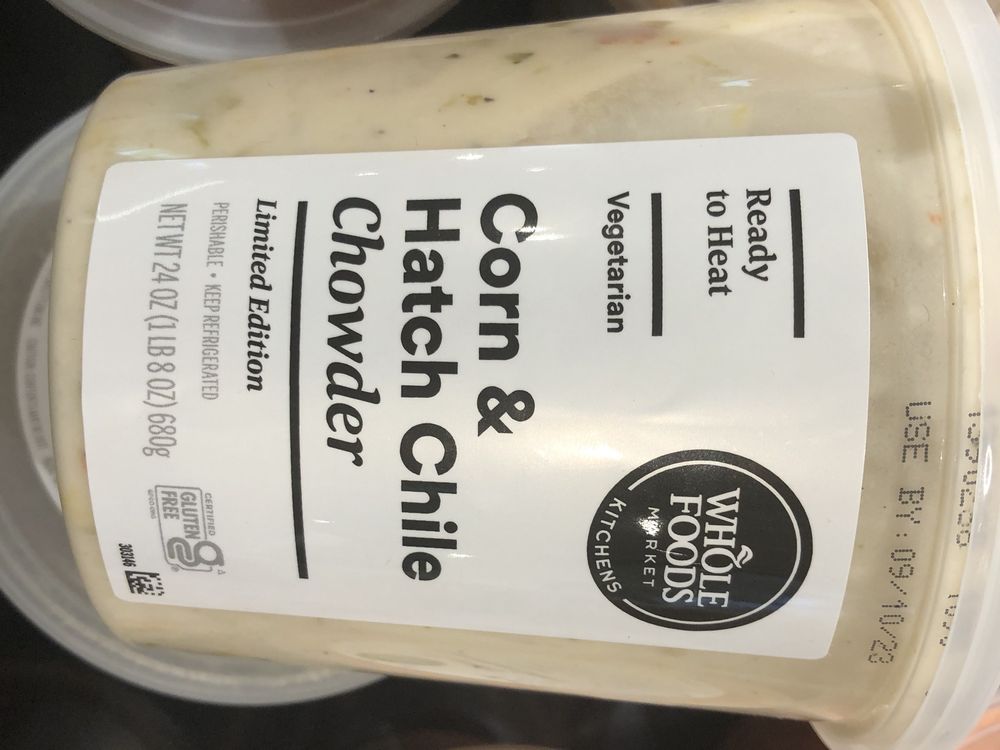 USE BY: 09/10/23
Ready
to Heat
Vegetarian
WHOLE
FOODS
MARKET
KITCHENS
Corn &
Hatch Chile
Chowder
Limited Edition
PERISHABLE • KEEP REFRIGERATED
NET WT 24 OZ (1 LB 8 OZ) 680g
CERTIFIED
GLUTEN
FREE
303146